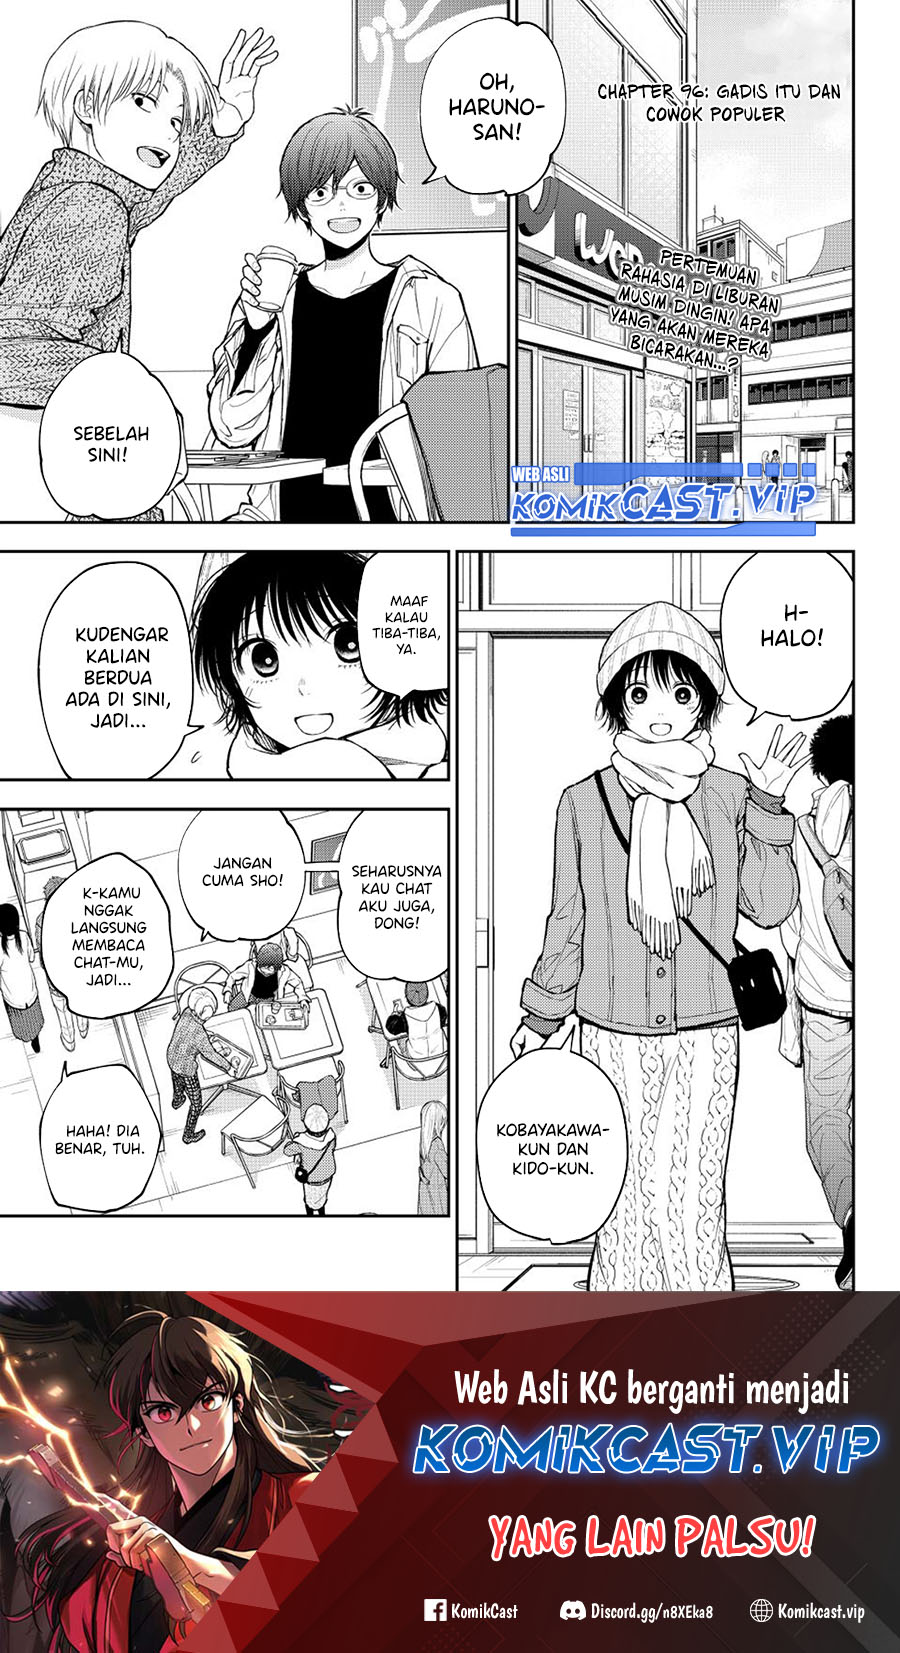 CHAPTER 96: GADIS ITU DAN
COWOK POPULER
PERTEMUAN
RAHASIA DI LIBURAN
MUSIM DINGIN! APA
YANG AKAN MEREKA
BICARAKAN...?
OH,
HARUNO-
SAN!
SEBELAH
SINI!
WEB ASLI
KOMIKCAST.VIP
H-
HALO!
KOBAYAKAWA-
KUN DAN
KIDO-KUN.
MAAF
KALAU
TIBA-TIBA,
YA.
KUDENGAR
KALIAN
BERDUA
ADA DI SINI,
JADI...
SEHARUSNYA
KAU CHAT
AKU JUGA,
DONG!
JANGAN
CUMA SHO!
K-KAMU
NGGAK
LANGSUNG
MEMBACA
CHAT-MU,
JADI...
HAHA! DIA
BENAR, TUH.
Web Asli KC berganti menjadi
KOMIKCAST.VIP
YANG LAIN PALSU!
KomikCast
Discord.gg/n8XEka8
Komikcast.vip